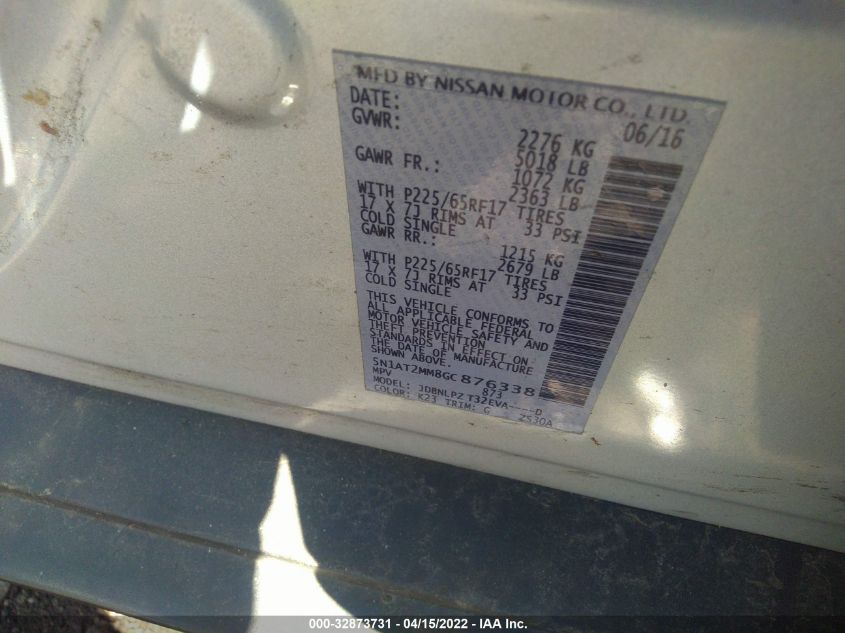 MFD BY NISSAN MOTOR CO., LTD.
DATE: 06/16
GVWR: 2276 KG
5018 LB
GAWR FR.: 1072 KG
2363 LB
WITH P225/65RF17 TIRES
17 X 7J RIMS AT 33 PSI
COLD SINGLE
GAWR RR.: 1215 KG
2679 LB
WITH P225/65RF17 TIRES
17 X 7J RIMS AT 33 PSI
COLD SINGLE
THIS VEHICLE CONFORMS TO
ALL APPLICABLE FEDERAL
MOTOR VEHICLE SAFETY AND
THEFT PREVENTION
STANDARDS IN EFFECT ON
THE DATE OF MANUFACTURE
SHOWN ABOVE.
5N1AT2MM8GC876338
MPV 873
MODEL: JDBNLPZ T32EVA----D
COLOR: K23 TRIM: G 2S30A
000-32873731 - 04/15/2022 - IAA Inc.